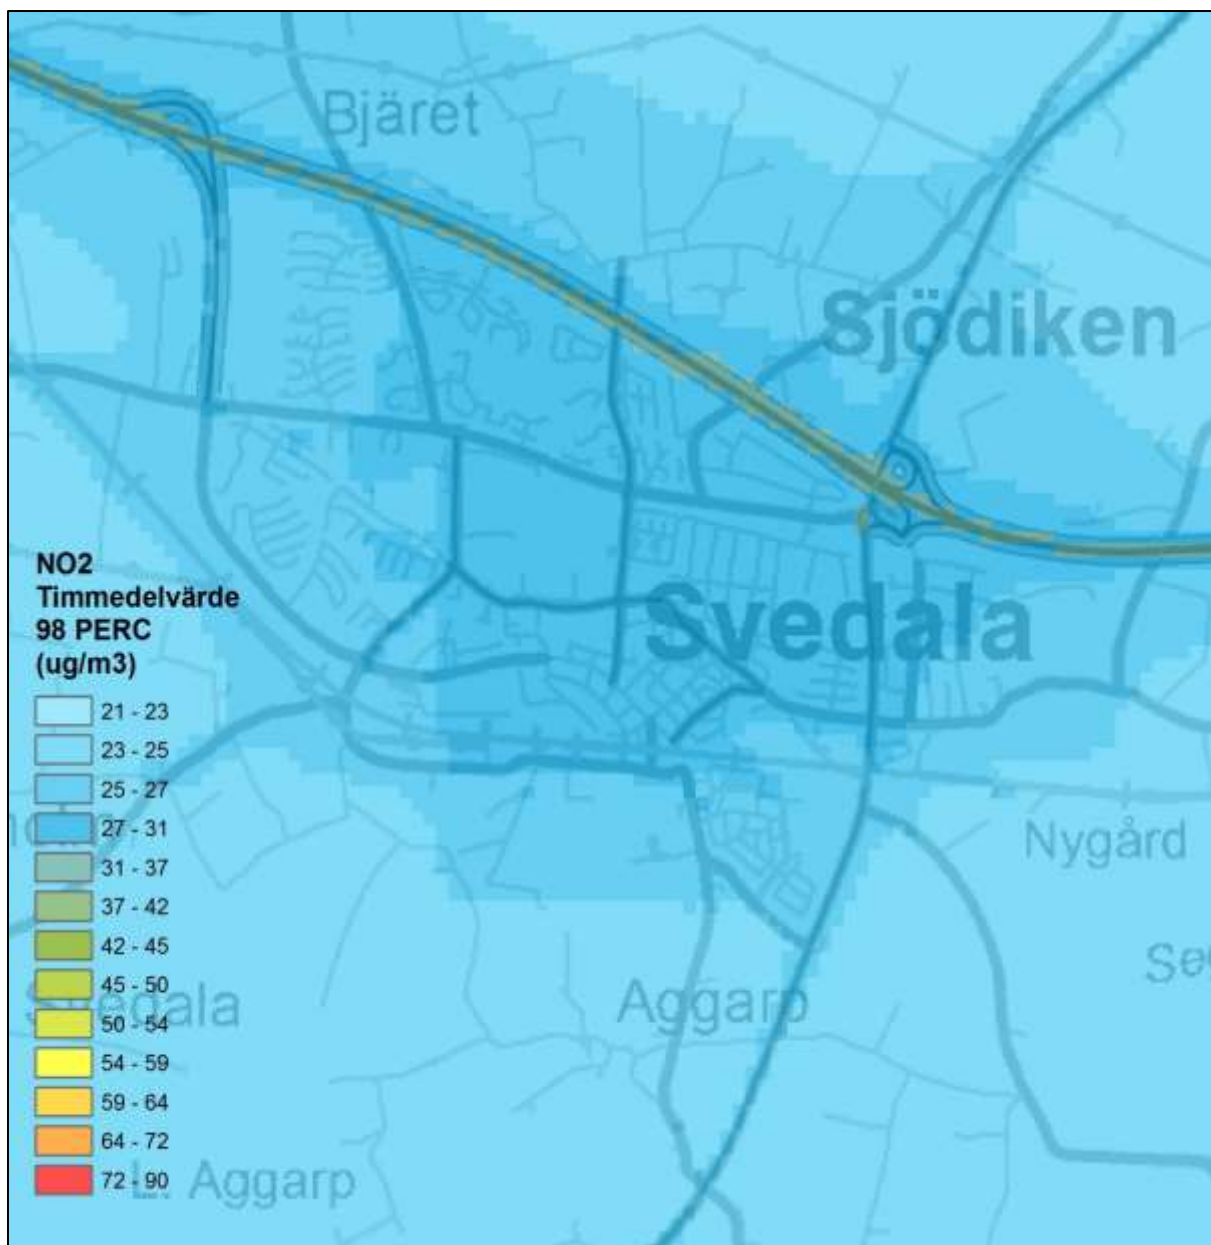 Bjäret
Sjödiken
NO2
Timmedelvärde
98 PERC
(ug/m3)
Svedala
21 - 23
23 - 25
25 - 27
27 - 31
31 - 37
37 - 42
42 - 45
45 - 50
50 - 54
54 - 59
59 - 64
64 - 72
72 - 90
Nygård
Svedala
Aggarp
L. Aggarp